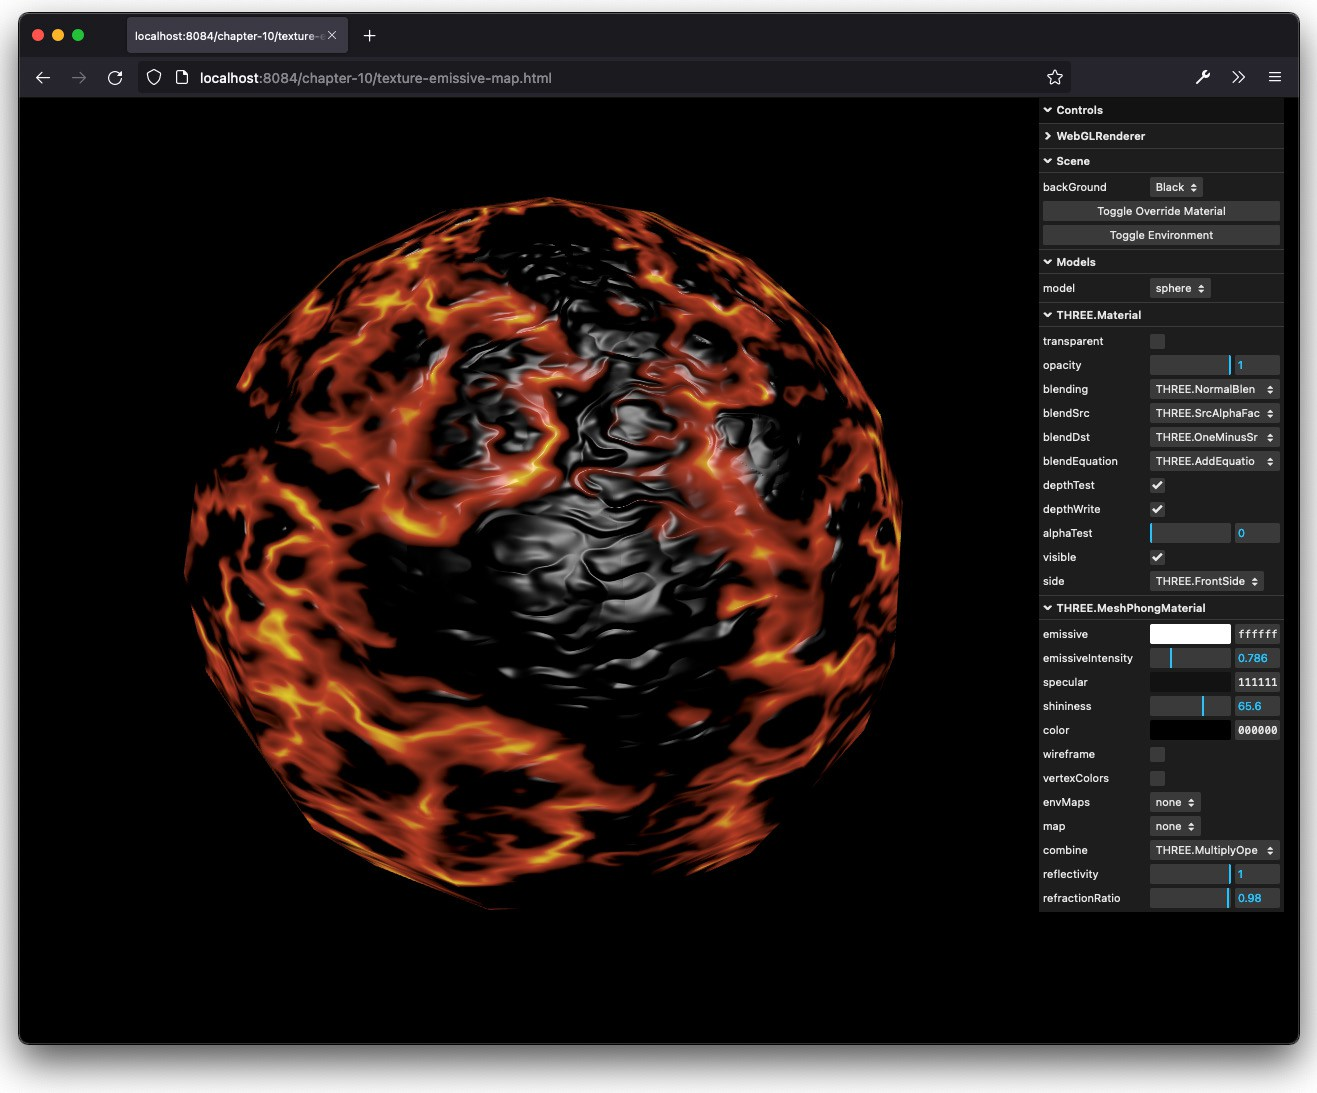 localhost:8084/chapter-10/texture-e
localhost:8084/chapter-10/texture-emissive-map.html
Controls
WebGLRenderer
Scene
backGround Black
Toggle Override Material
Toggle Environment
Models
model sphere
THREE.Material
transparent
opacity 1
blending THREE.NormalBlen
blendSrc THREE.SrcAlphaFac
blendDst THREE.OneMinusSr
blendEquation THREE.AddEquatio
depthTest
depthWrite
alphaTest 0
visible
side THREE.FrontSide
THREE.MeshPhongMaterial
emissive ffffff
emissiveIntensity 0.786
specular 111111
shininess 65.6
color 000000
wireframe
vertexColors
envMaps none
map none
combine THREE.MultiplyOpe
reflectivity 1
refractionRatio 0.98